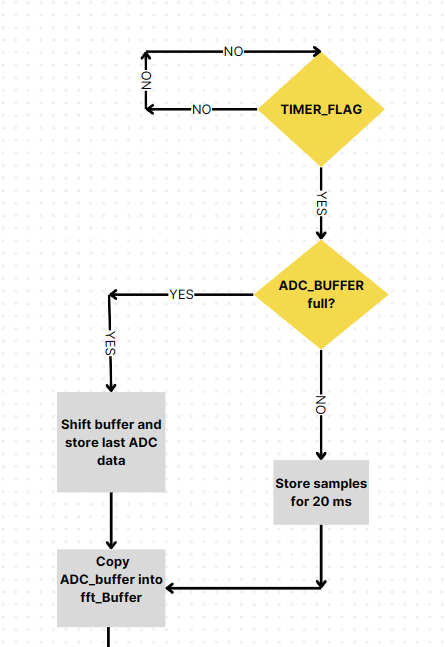 NO
NO
NO
TIMER_FLAG
YES
ADC_BUFFER
full?
YES
YES
NO
Shift buffer and
store last ADC
data
Store samples
for 20 ms
Copy
ADC_buffer into
fft_Buffer